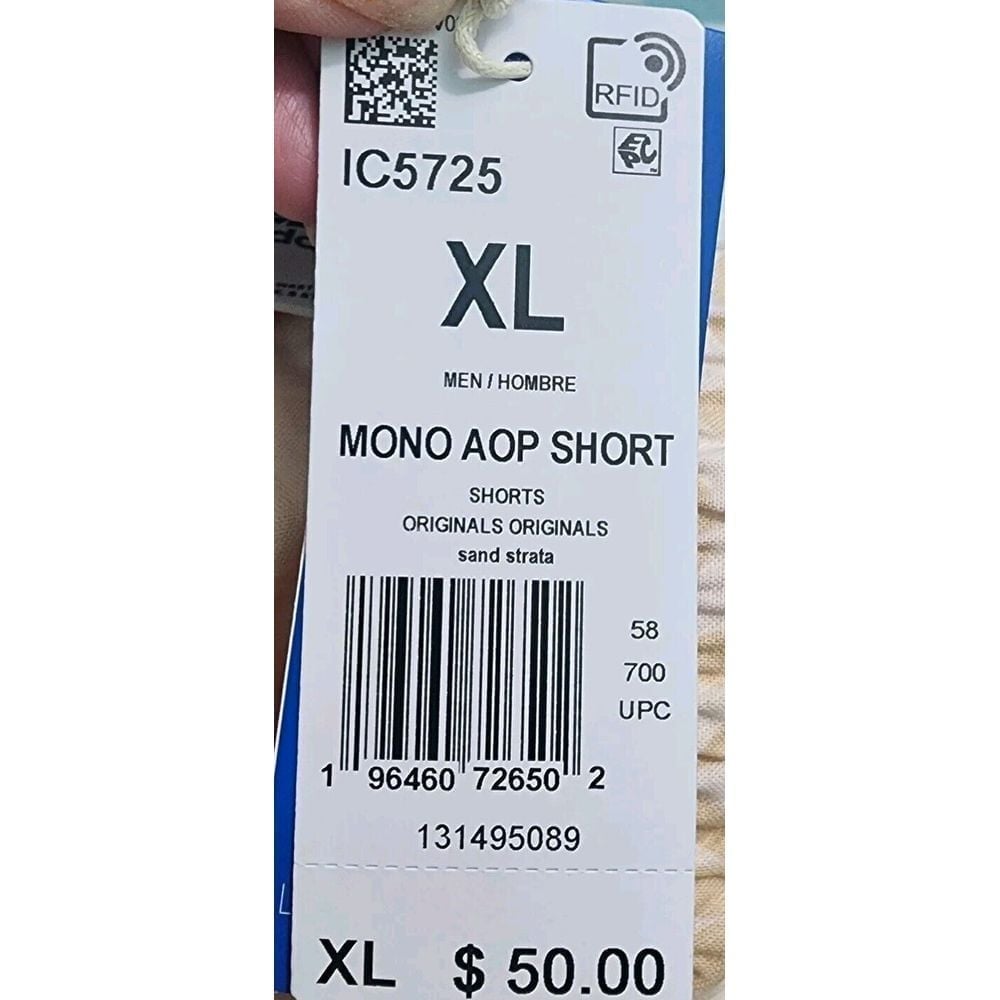 RFID
EPC
IC5725
XL
MEN / HOMBRE
MONO AOP SHORT
SHORTS
ORIGINALS ORIGINALS
sand strata
58
700
UPC
1 96460 72650 2
131495089
XL $ 50.00